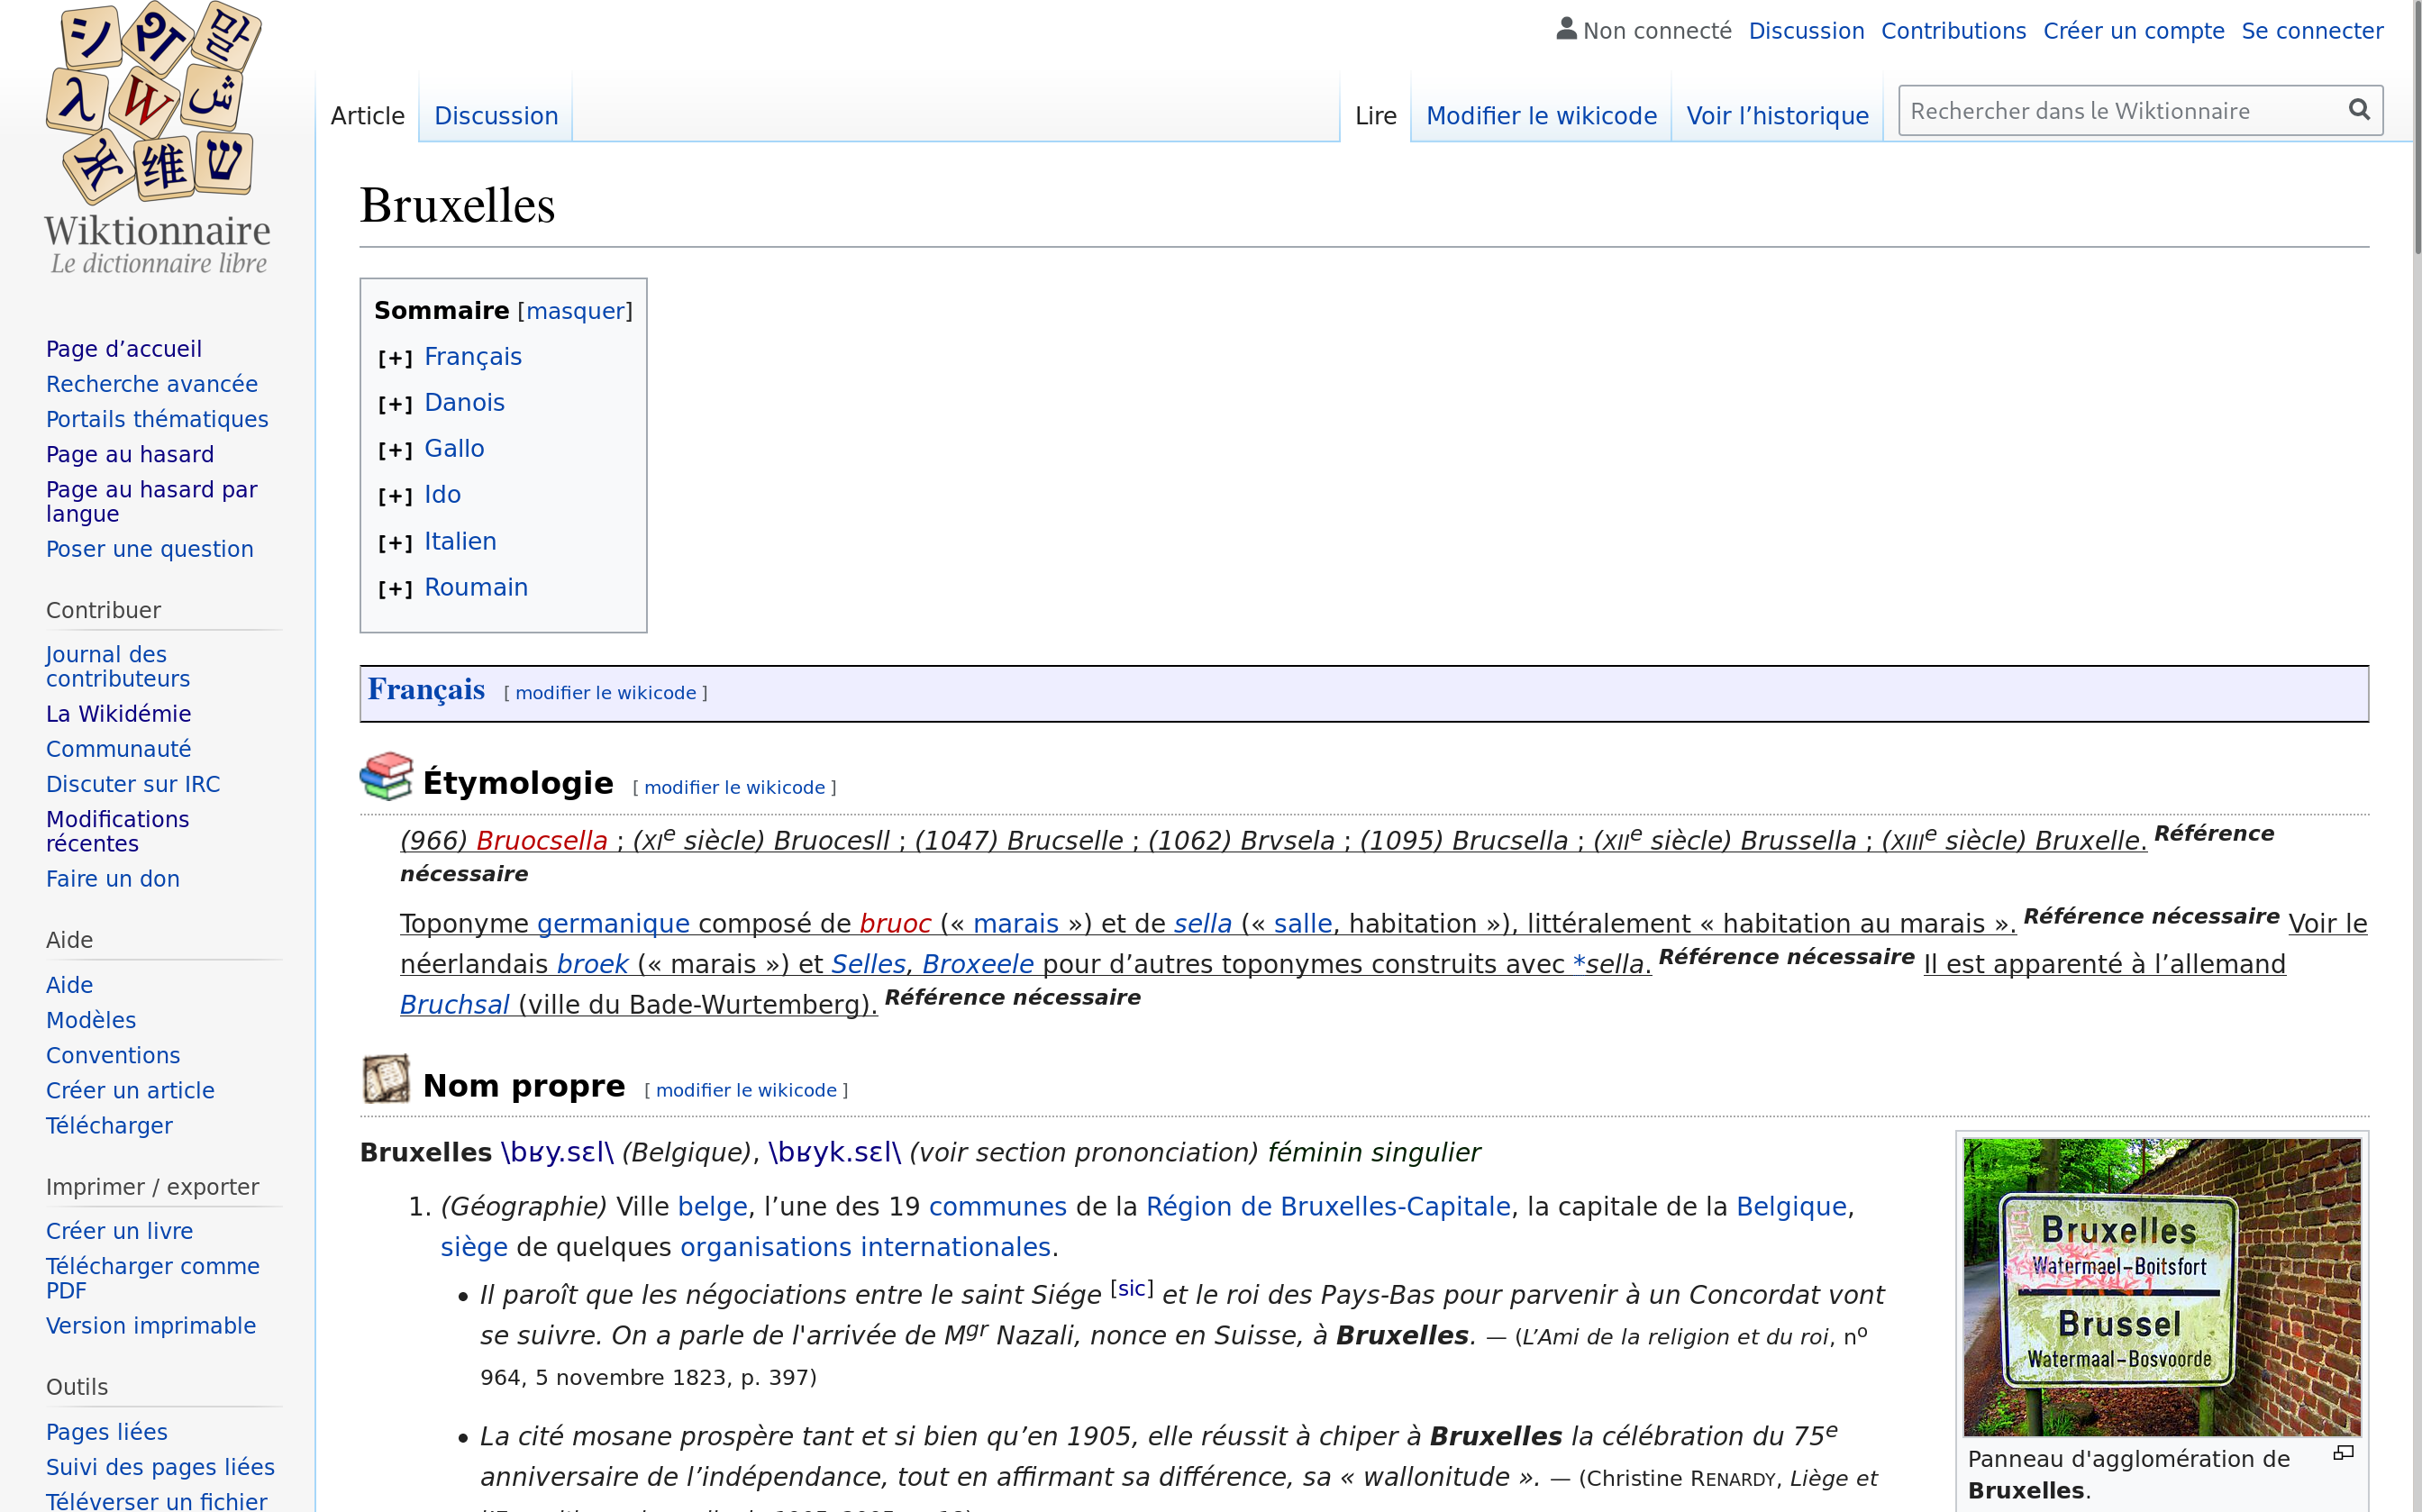 シ श 말
λ W ش
维 ש
Wiktionnaire
Le dictionnaire libre
Non connecté Discussion Contributions Créer un compte Se connecter
Article Discussion Lire Modifier le wikicode Voir l’historique Rechercher dans le Wiktionnaire
Page d’accueil
Recherche avancée
Portails thématiques
Page au hasard
Page au hasard par
langue
Poser une question
Contribuer
Journal des
contributeurs
La Wikidémie
Communauté
Discuter sur IRC
Modifications
récentes
Faire un don
Aide
Aide
Modèles
Conventions
Créer un article
Télécharger
Imprimer / exporter
Créer un livre
Télécharger comme
PDF
Version imprimable
Outils
Pages liées
Suivi des pages liées
Téléverser un fichier
Bruxelles
Sommaire [masquer]
[+] Français
[+] Danois
[+] Gallo
[+] Ido
[+] Italien
[+] Roumain
Français [ modifier le wikicode ]
Étymologie [ modifier le wikicode ]
(966) Bruocsella ; (XIe siècle) Bruocesll ; (1047) Brucselle ; (1062) Brvsela ; (1095) Brucsella ; (XIIe siècle) Brussella ; (XIIIe siècle) Bruxelle. Référence
nécessaire
Toponyme germanique composé de bruoc (« marais ») et de sella (« salle, habitation »), littéralement « habitation au marais ». Référence nécessaire Voir le
néerlandais broek (« marais ») et Selles, Broxeele pour d’autres toponymes construits avec *sella. Référence nécessaire Il est apparenté à l’allemand
Bruchsal (ville du Bade-Wurtemberg). Référence nécessaire
Nom propre [ modifier le wikicode ]
Bruxelles \bʁy.sɛl\ (Belgique), \bʁyk.sɛl\ (voir section prononciation) féminin singulier
1. (Géographie) Ville belge, l’une des 19 communes de la Région de Bruxelles-Capitale, la capitale de la Belgique,
siège de quelques organisations internationales.
• Il paroît que les négociations entre le saint Siége [sic] et le roi des Pays-Bas pour parvenir à un Concordat vont
se suivre. On a parle de l'arrivée de Mgr Nazali, nonce en Suisse, à Bruxelles. — (L’Ami de la religion et du roi, no
964, 5 novembre 1823, p. 397)
• La cité mosane prospère tant et si bien qu’en 1905, elle réussit à chiper à Bruxelles la célébration du 75e
anniversaire de l’indépendance, tout en affirmant sa différence, sa « wallonitude ». — (Christine RENARDY, Liège et
Bruxelles
Watermael-Boitsfort
Brussel
Watermaal-Bosvoorde
Panneau d'agglomération de
Bruxelles.